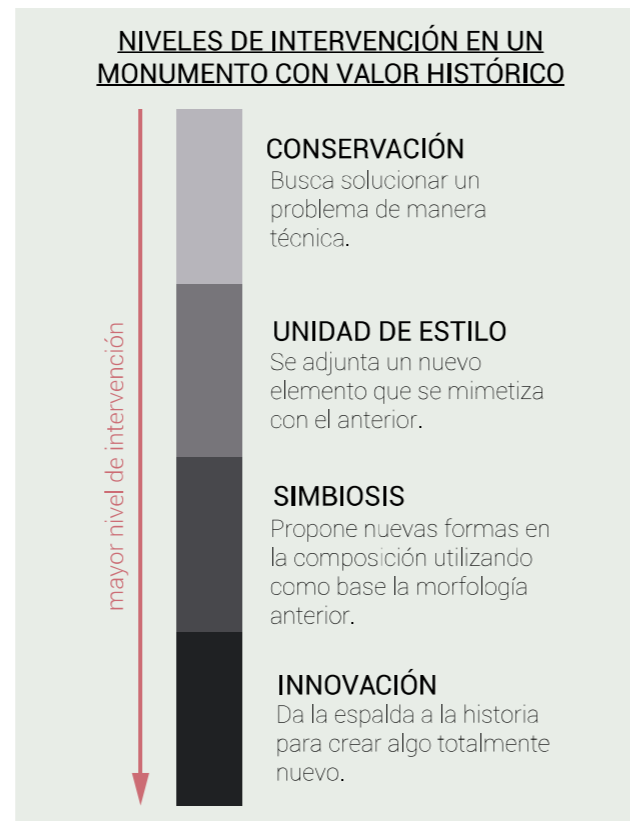 NIVELES DE INTERVENCIÓN EN UN
MONUMENTO CON VALOR HISTÓRICO
CONSERVACIÓN
Busca solucionar un
problema de manera
técnica.
UNIDAD DE ESTILO
Se adjunta un nuevo
elemento que se mimetiza
con el anterior.
SIMBIOSIS
Propone nuevas formas en
la composición utilizando
como base la morfología
anterior.
INNOVACIÓN
Da la espalda a la historia
para crear algo totalmente
nuevo.
mayor nivel de intervención